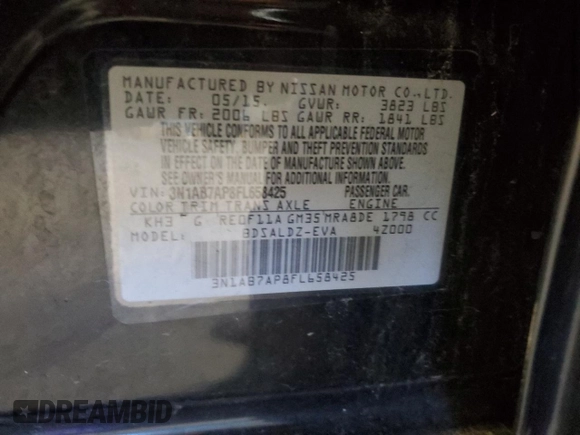 MANUFACTURED BY NISSAN MOTOR CO.,LTD.
DATE: 05/15. GVWR: 3823 LBS
GAWR FR: 2006 LBS GAWR RR: 1841 LBS
THIS VEHICLE CONFORMS TO ALL APPLICABLE FEDERAL MOTOR
VEHICLE SAFETY, BUMPER AND THEFT PREVENTION STANDARDS
IN EFFECT ON THE DATE OF MANUFACTURE SHOWN ABOVE.
SEE OWNER'S MANUAL FOR ADDITIONAL INFORMATION.
VIN: 3N1AB7AP8FL658425 PASSENGER CAR.
COLOR TRIM TRANS AXLE ENGINE
KH3 G RE0F11A GM35 MRA8DE 1798 CC
MODEL: BDSALDZ-EVA 4Z000
3N1AB7AP8FL658425
DREAMBID